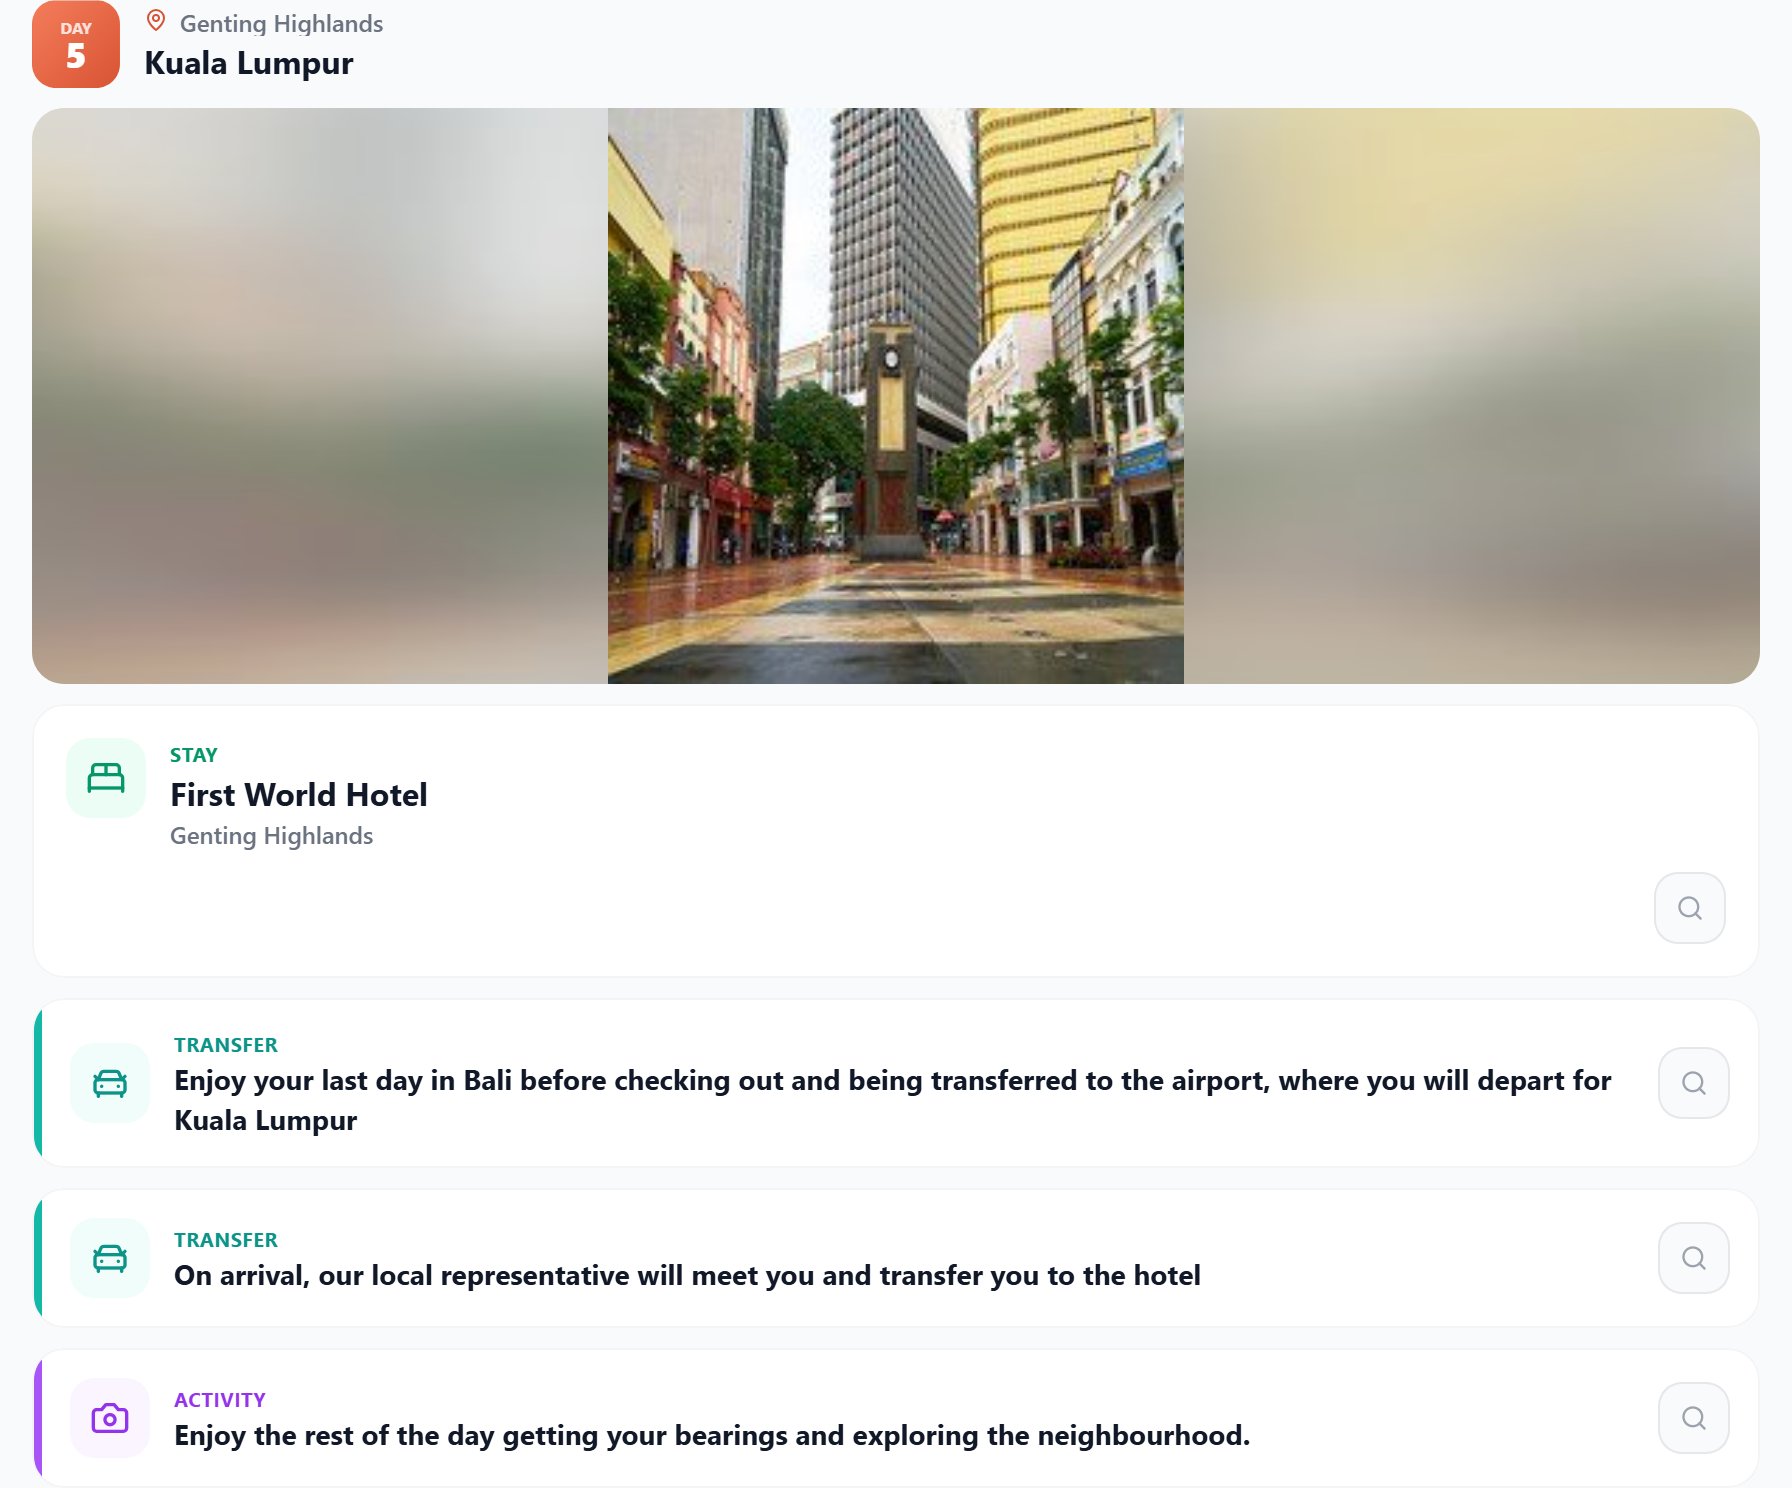 DAY
5
Genting Highlands
Kuala Lumpur
STAY
First World Hotel
Genting Highlands
TRANSFER
Enjoy your last day in Bali before checking out and being transferred to the airport, where you will depart for
Kuala Lumpur
TRANSFER
On arrival, our local representative will meet you and transfer you to the hotel
ACTIVITY
Enjoy the rest of the day getting your bearings and exploring the neighbourhood.